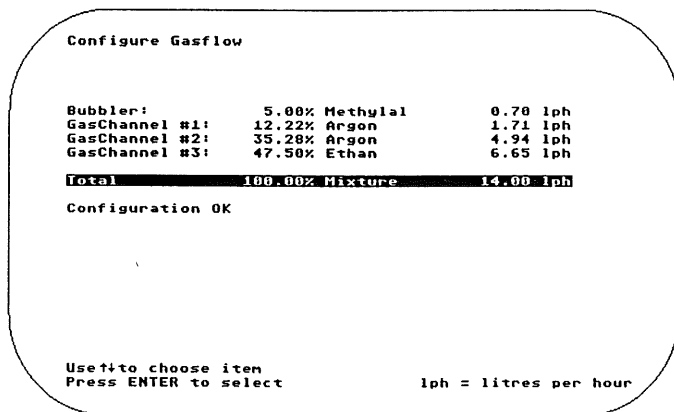 Configure Gasflow
Bubbler: 5.00% Methylal 0.70 lph
GasChannel #1: 12.22% Argon 1.71 lph
GasChannel #2: 35.28% Argon 4.94 lph
GasChannel #3: 47.50% Ethan 6.65 lph
Total 100.00% Mixture 14.00 lph
Configuration OK
Use↑↓to choose item
Press ENTER to select lph = litres per hour